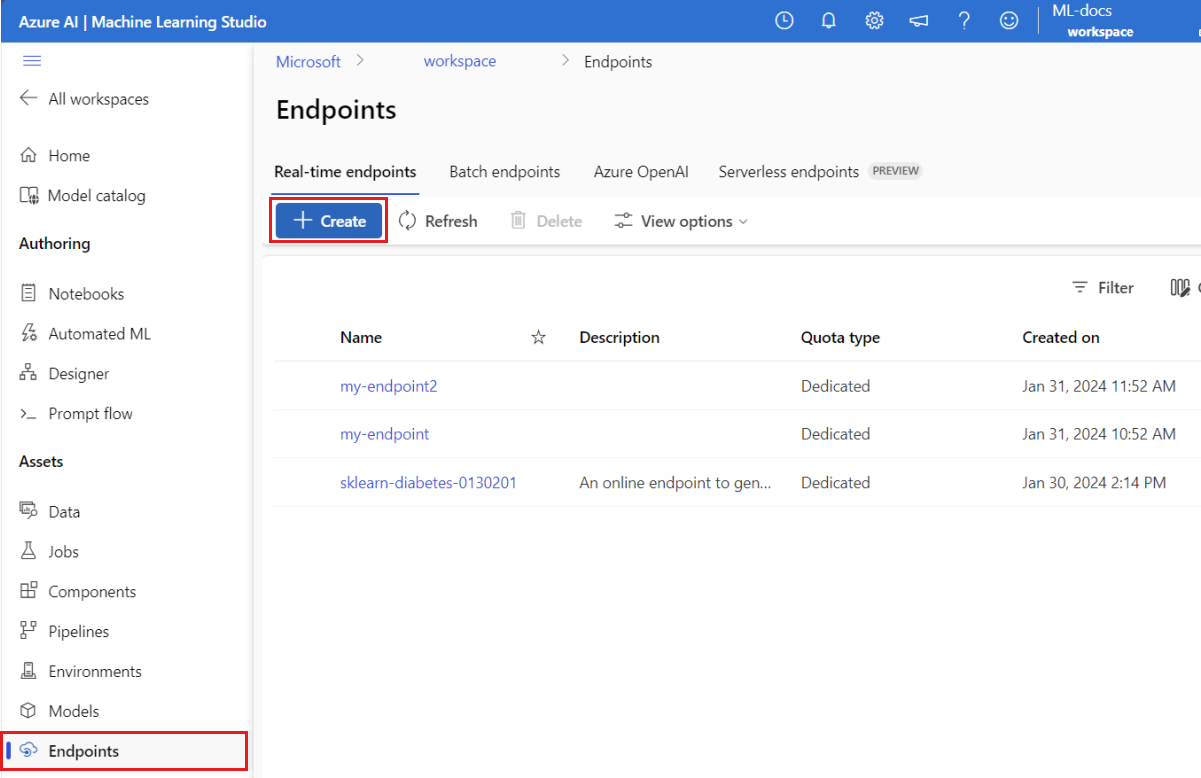 Azure AI | Machine Learning Studio
ML-docs
workspace
All workspaces
Home
Model catalog
Authoring
Notebooks
Automated ML
Designer
Prompt flow
Assets
Data
Jobs
Components
Pipelines
Environments
Models
Endpoints
Microsoft > workspace > Endpoints
Endpoints
Real-time endpoints Batch endpoints Azure OpenAI Serverless endpoints PREVIEW
+ Create Refresh Delete View options
Filter
Name Description Quota type Created on
my-endpoint2 Dedicated Jan 31, 2024 11:52 AM
my-endpoint Dedicated Jan 31, 2024 10:52 AM
sklearn-diabetes-0130201 An online endpoint to gen... Dedicated Jan 30, 2024 2:14 PM